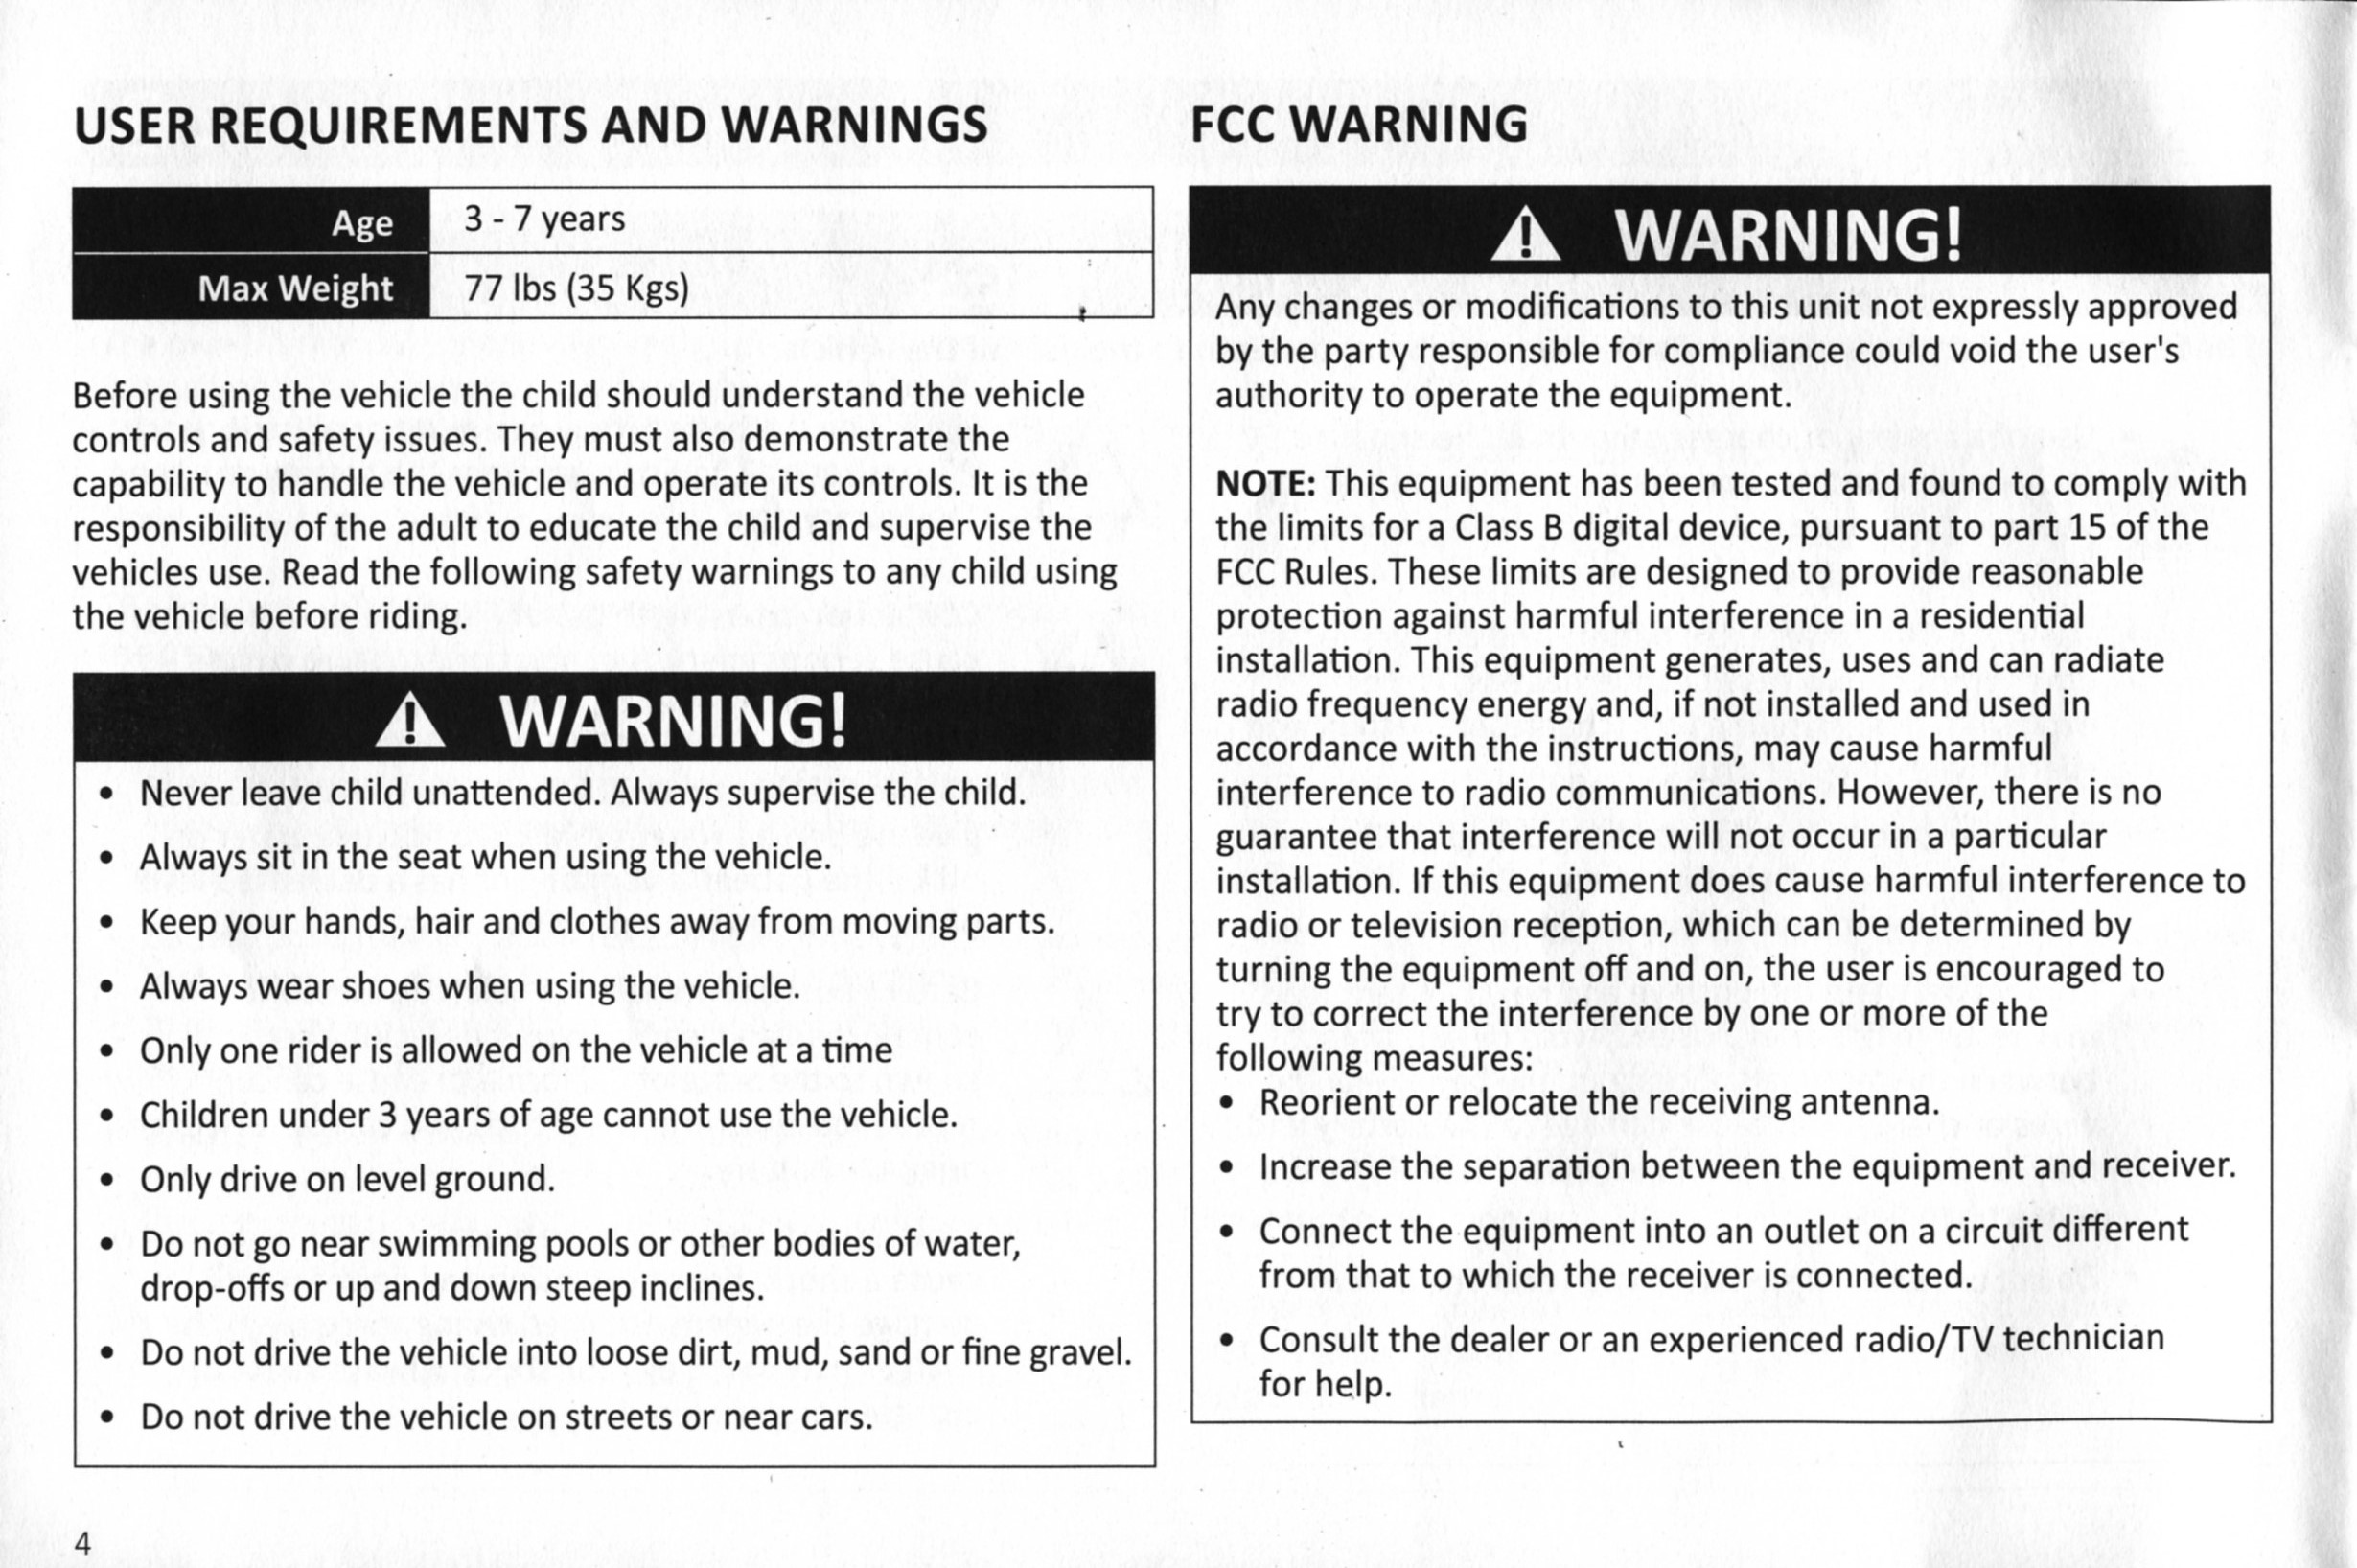 USER REQUIREMENTS AND WARNINGS
Age 3 - 7 years
Max Weight 77 lbs (35 Kgs)
Before using the vehicle the child should understand the vehicle
controls and safety issues. They must also demonstrate the
capability to handle the vehicle and operate its controls. It is the
responsibility of the adult to educate the child and supervise the
vehicles use. Read the following safety warnings to any child using
the vehicle before riding.
WARNING!
• Never leave child unattended. Always supervise the child.
• Always sit in the seat when using the vehicle.
• Keep your hands, hair and clothes away from moving parts.
• Always wear shoes when using the vehicle.
• Only one rider is allowed on the vehicle at a time
• Children under 3 years of age cannot use the vehicle.
• Only drive on level ground.
• Do not go near swimming pools or other bodies of water,
drop-offs or up and down steep inclines.
• Do not drive the vehicle into loose dirt, mud, sand or fine gravel.
• Do not drive the vehicle on streets or near cars.
FCC WARNING
WARNING!
Any changes or modifications to this unit not expressly approved
by the party responsible for compliance could void the user's
authority to operate the equipment.
NOTE: This equipment has been tested and found to comply with
the limits for a Class B digital device, pursuant to part 15 of the
FCC Rules. These limits are designed to provide reasonable
protection against harmful interference in a residential
installation. This equipment generates, uses and can radiate
radio frequency energy and, if not installed and used in
accordance with the instructions, may cause harmful
interference to radio communications. However, there is no
guarantee that interference will not occur in a particular
installation. If this equipment does cause harmful interference to
radio or television reception, which can be determined by
turning the equipment off and on, the user is encouraged to
try to correct the interference by one or more of the
following measures:
• Reorient or relocate the receiving antenna.
• Increase the separation between the equipment and receiver.
• Connect the equipment into an outlet on a circuit different
from that to which the receiver is connected.
• Consult the dealer or an experienced radio/TV technician
for help.
4